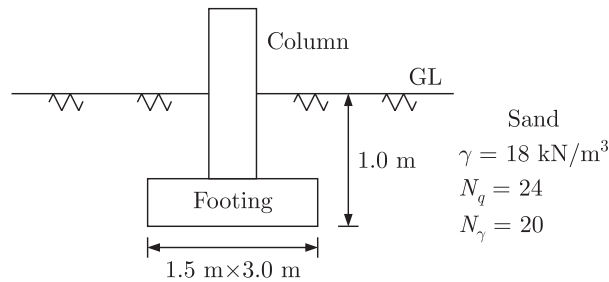 Column
GL
Sand
γ = 18 kN/m³
1.0 m
N_q = 24
Footing
N_γ = 20
1.5 m×3.0 m